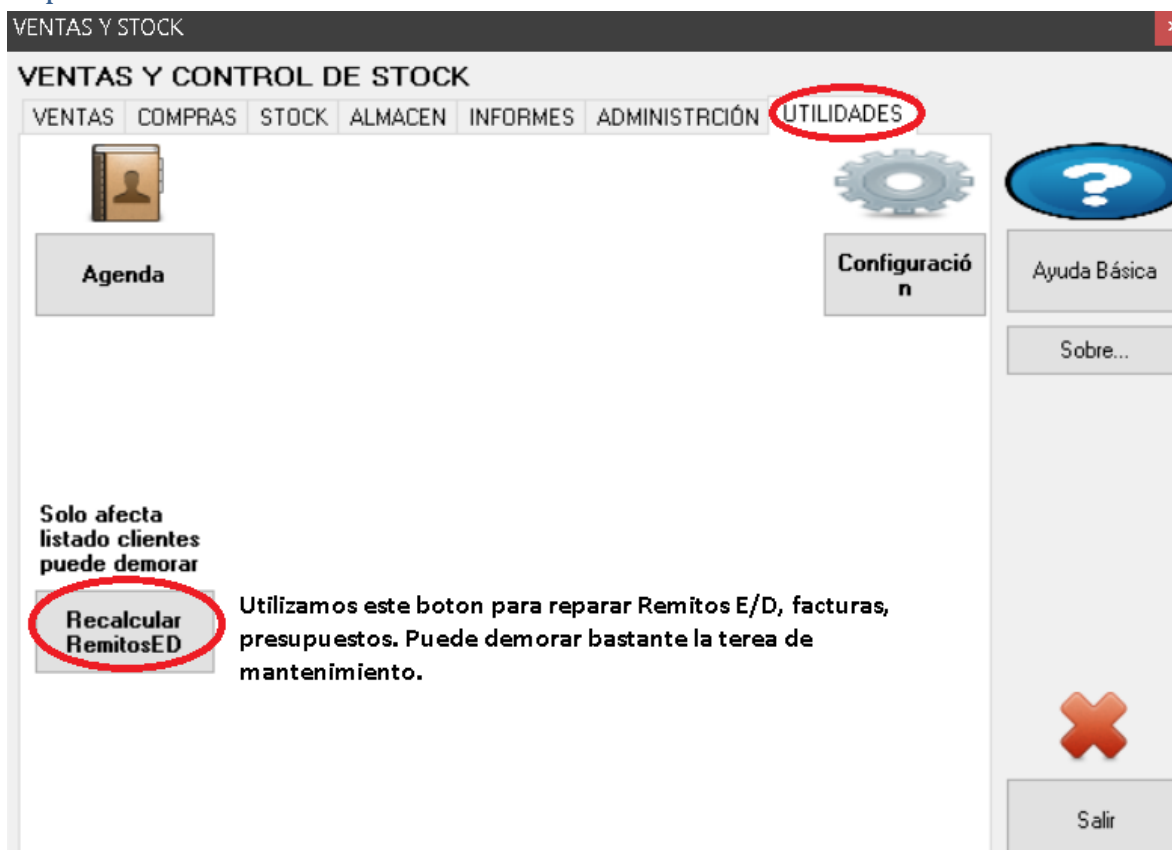 VENTAS Y STOCK
VENTAS Y CONTROL DE STOCK
VENTAS COMPRAS STOCK ALMACEN INFORMES ADMINISTRCIÓN UTILIDADES
Agenda
Configuració
n
Ayuda Básica
Sobre...
Solo afecta
listado clientes
puede demorar
Recalcular
RemitosED
Utilizamos este boton para reparar Remitos E/D, facturas,
presupuestos. Puede demorar bastante la terea de
mantenimiento.
Salir